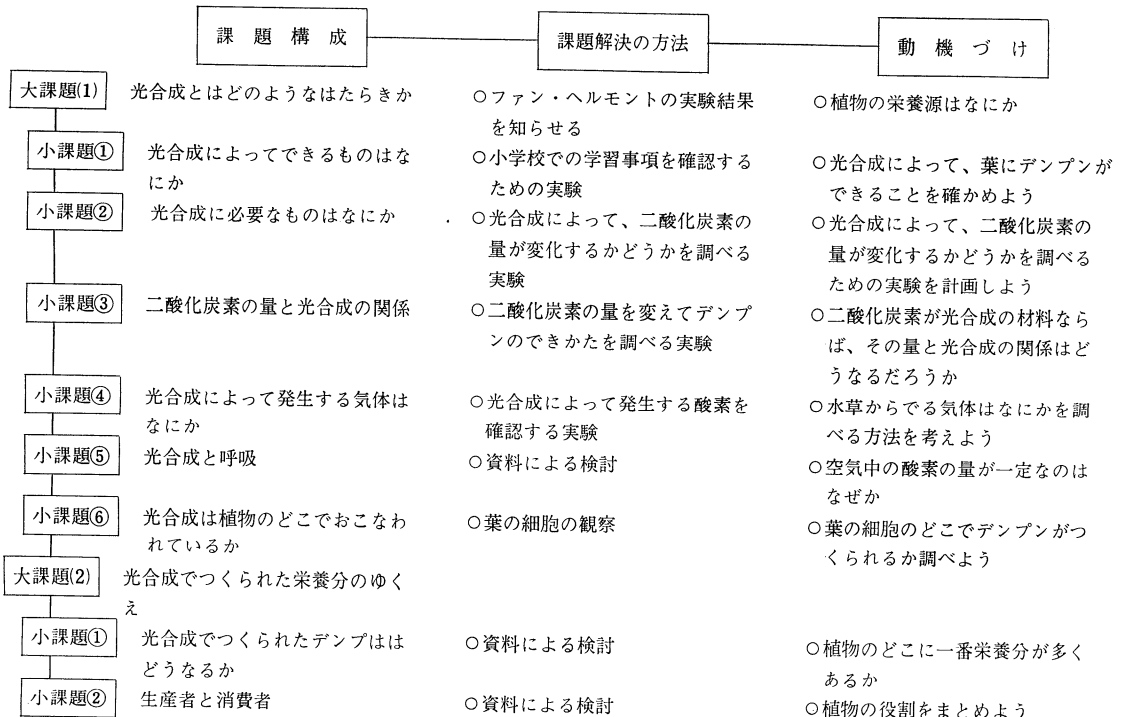 課題構成
課題解決の方法
動機づけ
大課題(1)
光合成とはどのようなはたらきか
○ファン・ヘルモントの実験結果
を知らせる
○植物の栄養源はなにか
小課題①
光合成によってできるものはな
にか
○小学校での学習事項を確認する
ための実験
○光合成によって、葉にデンプンが
できることを確かめよう
小課題②
光合成に必要なものはなにか
○光合成によって、二酸化炭素の
量が変化するかどうかを調べる
実験
○光合成によって、二酸化炭素の
量が変化するかどうかを調べる
ための実験を計画しよう
小課題③
二酸化炭素の量と光合成の関係
○二酸化炭素の量を変えてデンプ
ンのできかたを調べる実験
○二酸化炭素が光合成の材料なら
ば、その量と光合成の関係はど
うなるだろうか
小課題④
光合成によって発生する気体は
なにか
○光合成によって発生する酸素を
確認する実験
○水草からでる気体はなにかを調
べる方法を考えよう
小課題⑤
光合成と呼吸
○資料による検討
○空気中の酸素の量が一定なのは
なぜか
小課題⑥
光合成は植物のどこでおこなわ
れているか
○葉の細胞の観察
○葉の細胞のどこでデンプンがつ
くられるか調べよう
大課題(2)
光合成でつくられた栄養分のゆく
え
小課題①
光合成でつくられたデンプはは
どうなるか
○資料による検討
○植物のどこに一番栄養分が多く
あるか
小課題②
生産者と消費者
○資料による検討
○植物の役割をまとめよう